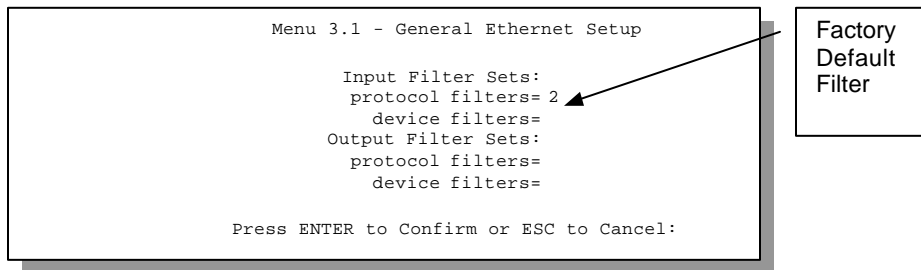 Menu 3.1 - General Ethernet Setup
Input Filter Sets:
protocol filters= 2
device filters=
Output Filter Sets:
protocol filters=
device filters=
Press ENTER to Confirm or ESC to Cancel:
Factory
Default
Filter